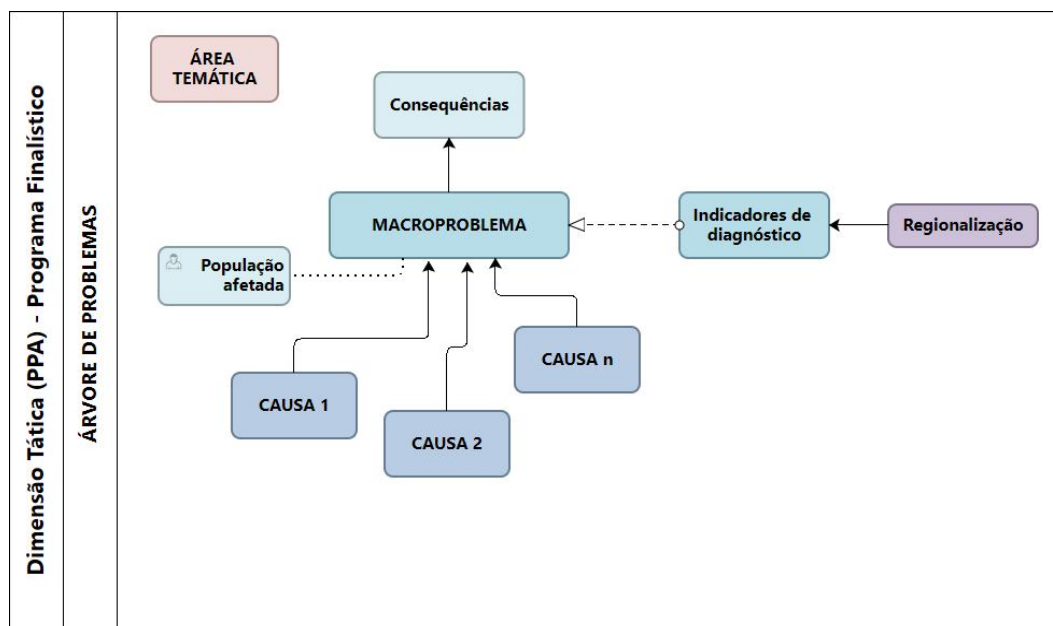 Dimensão Tática (PPA) - Programa Finalístico
ÁRVORE DE PROBLEMAS
ÁREA
TEMÁTICA
Consequências
MACROPROBLEMA
Indicadores de
diagnóstico
Regionalização
População
afetada
CAUSA 1
CAUSA 2
CAUSA n